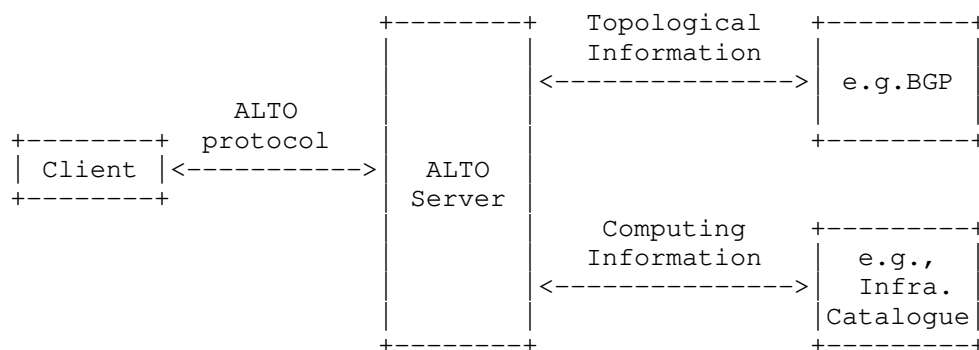 Topological
Information
e.g.BGP
ALTO
protocol
Client
ALTO
Server
Computing
Information
e.g.,
Infra.
Catalogue